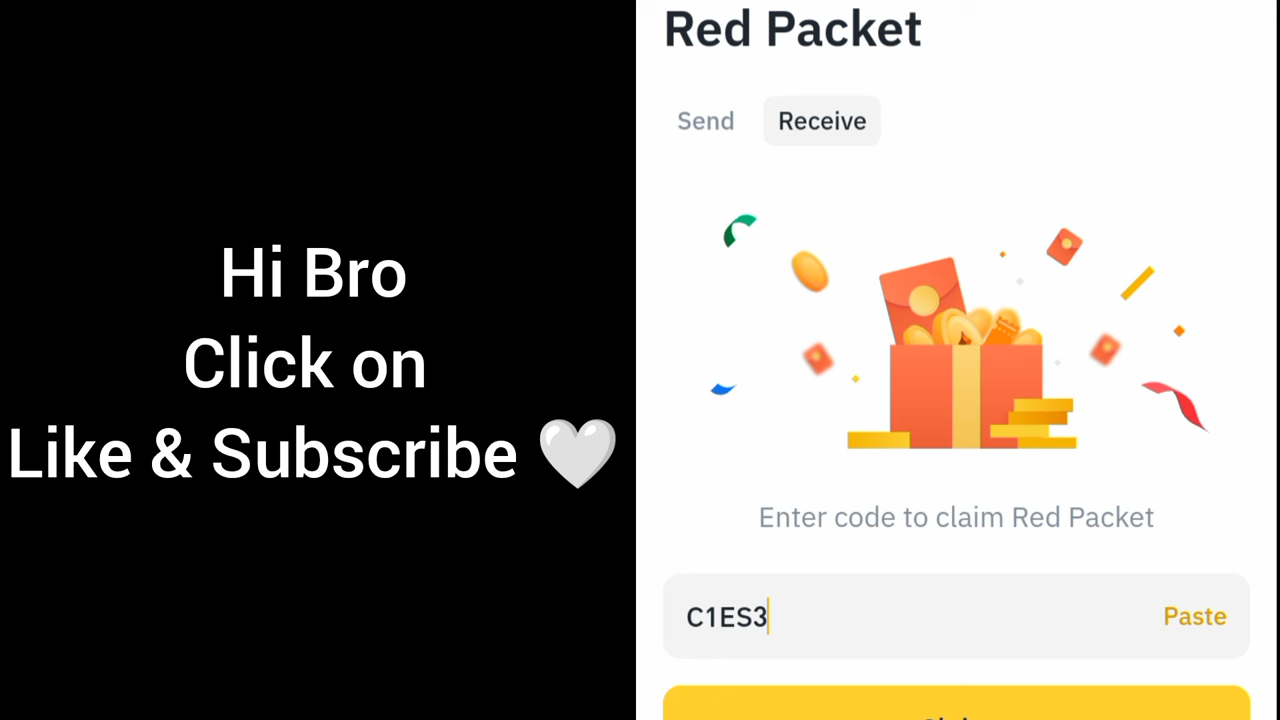 Hi Bro
Click on
Like & Subscribe 🤍
Red Packet
Send
Receive
Enter code to claim Red Packet
C1ES3
Paste